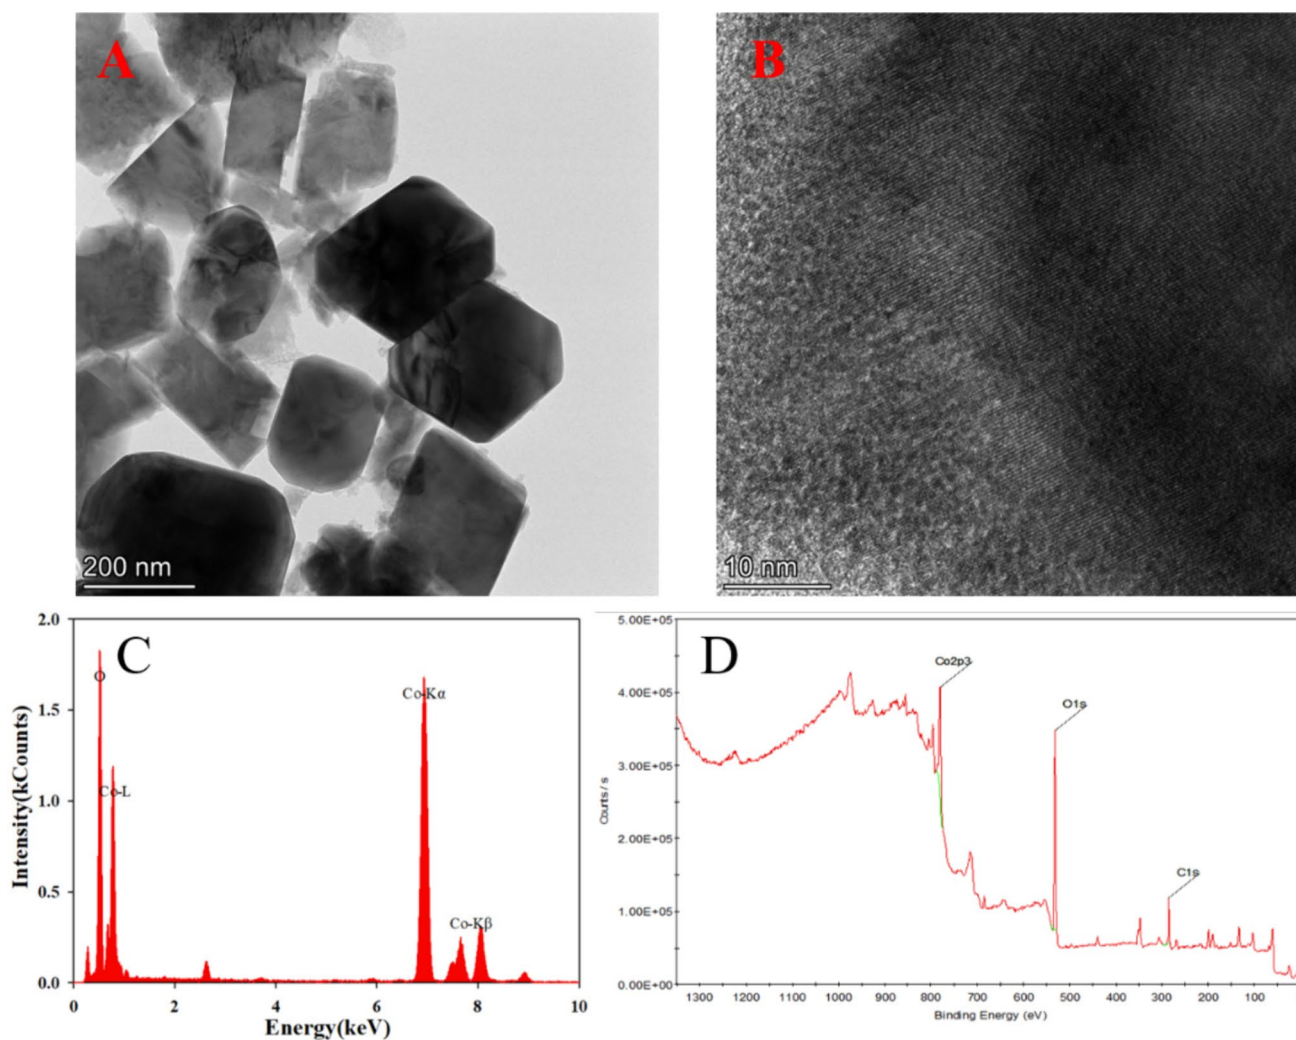 A
B
200 nm
10 nm
C
2.0
1.5
1.0
0.5
0.0
O
Co-L
Co-Kα
Co-Kβ
0 2 4 6 8 10
Energy(keV)
Intensity(kCounts)
D
5.00E+05
4.00E+05
3.00E+05
2.00E+05
1.00E+05
0.00E+00
Co2p3
O1s
C1s
1300 1200 1100 1000 900 800 700 600 500 400 300 200 100
Binding Energy (eV)
Counts / s